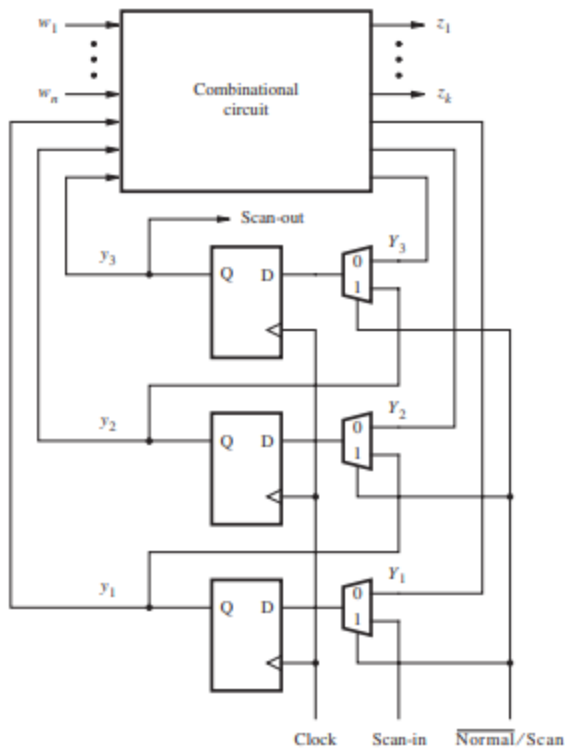 w₁ z₁
Combinational
circuit
wₙ zₖ
Scan-out
y₃ Q D 0 1 Y₃
y₂ Q D 0 1 Y₂
y₁ Q D 0 1 Y₁
Clock Scan-in N̅o̅r̅m̅a̅l̅/Scan